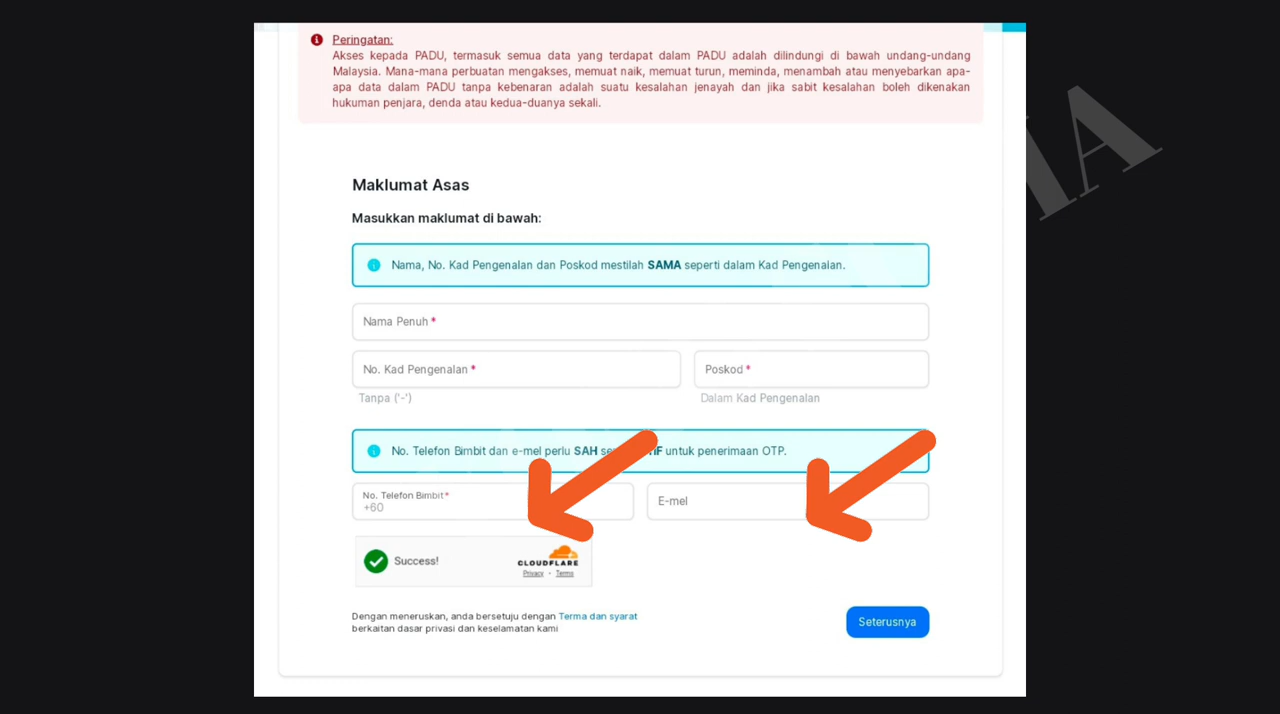 Peringatan:
Akses kepada PADU, termasuk semua data yang terdapat dalam PADU adalah dilindungi di bawah undang-undang
Malaysia. Mana-mana perbuatan mengakses, memuat naik, memuat turun, meminda, menambah atau menyebarkan apa-
apa data dalam PADU tanpa kebenaran adalah suatu kesalahan jenayah dan jika sabit kesalahan boleh dikenakan
hukuman penjara, denda atau kedua-duanya sekali.
Maklumat Asas
Masukkan maklumat di bawah:
Nama, No. Kad Pengenalan dan Poskod mestilah SAMA seperti dalam Kad Pengenalan.
Nama Penuh *
No. Kad Pengenalan *
Poskod *
Tanpa ('-')
Dalam Kad Pengenalan
No. Telefon Bimbit dan e-mel perlu SAH untuk penerimaan OTP.
No. Telefon Bimbit *
+60
E-mel
Success!
CLOUDFLARE
Privacy • Terms
Dengan meneruskan, anda bersetuju dengan Terma dan syarat
berkaitan dasar privasi dan keselamatan kami
Seterusnya